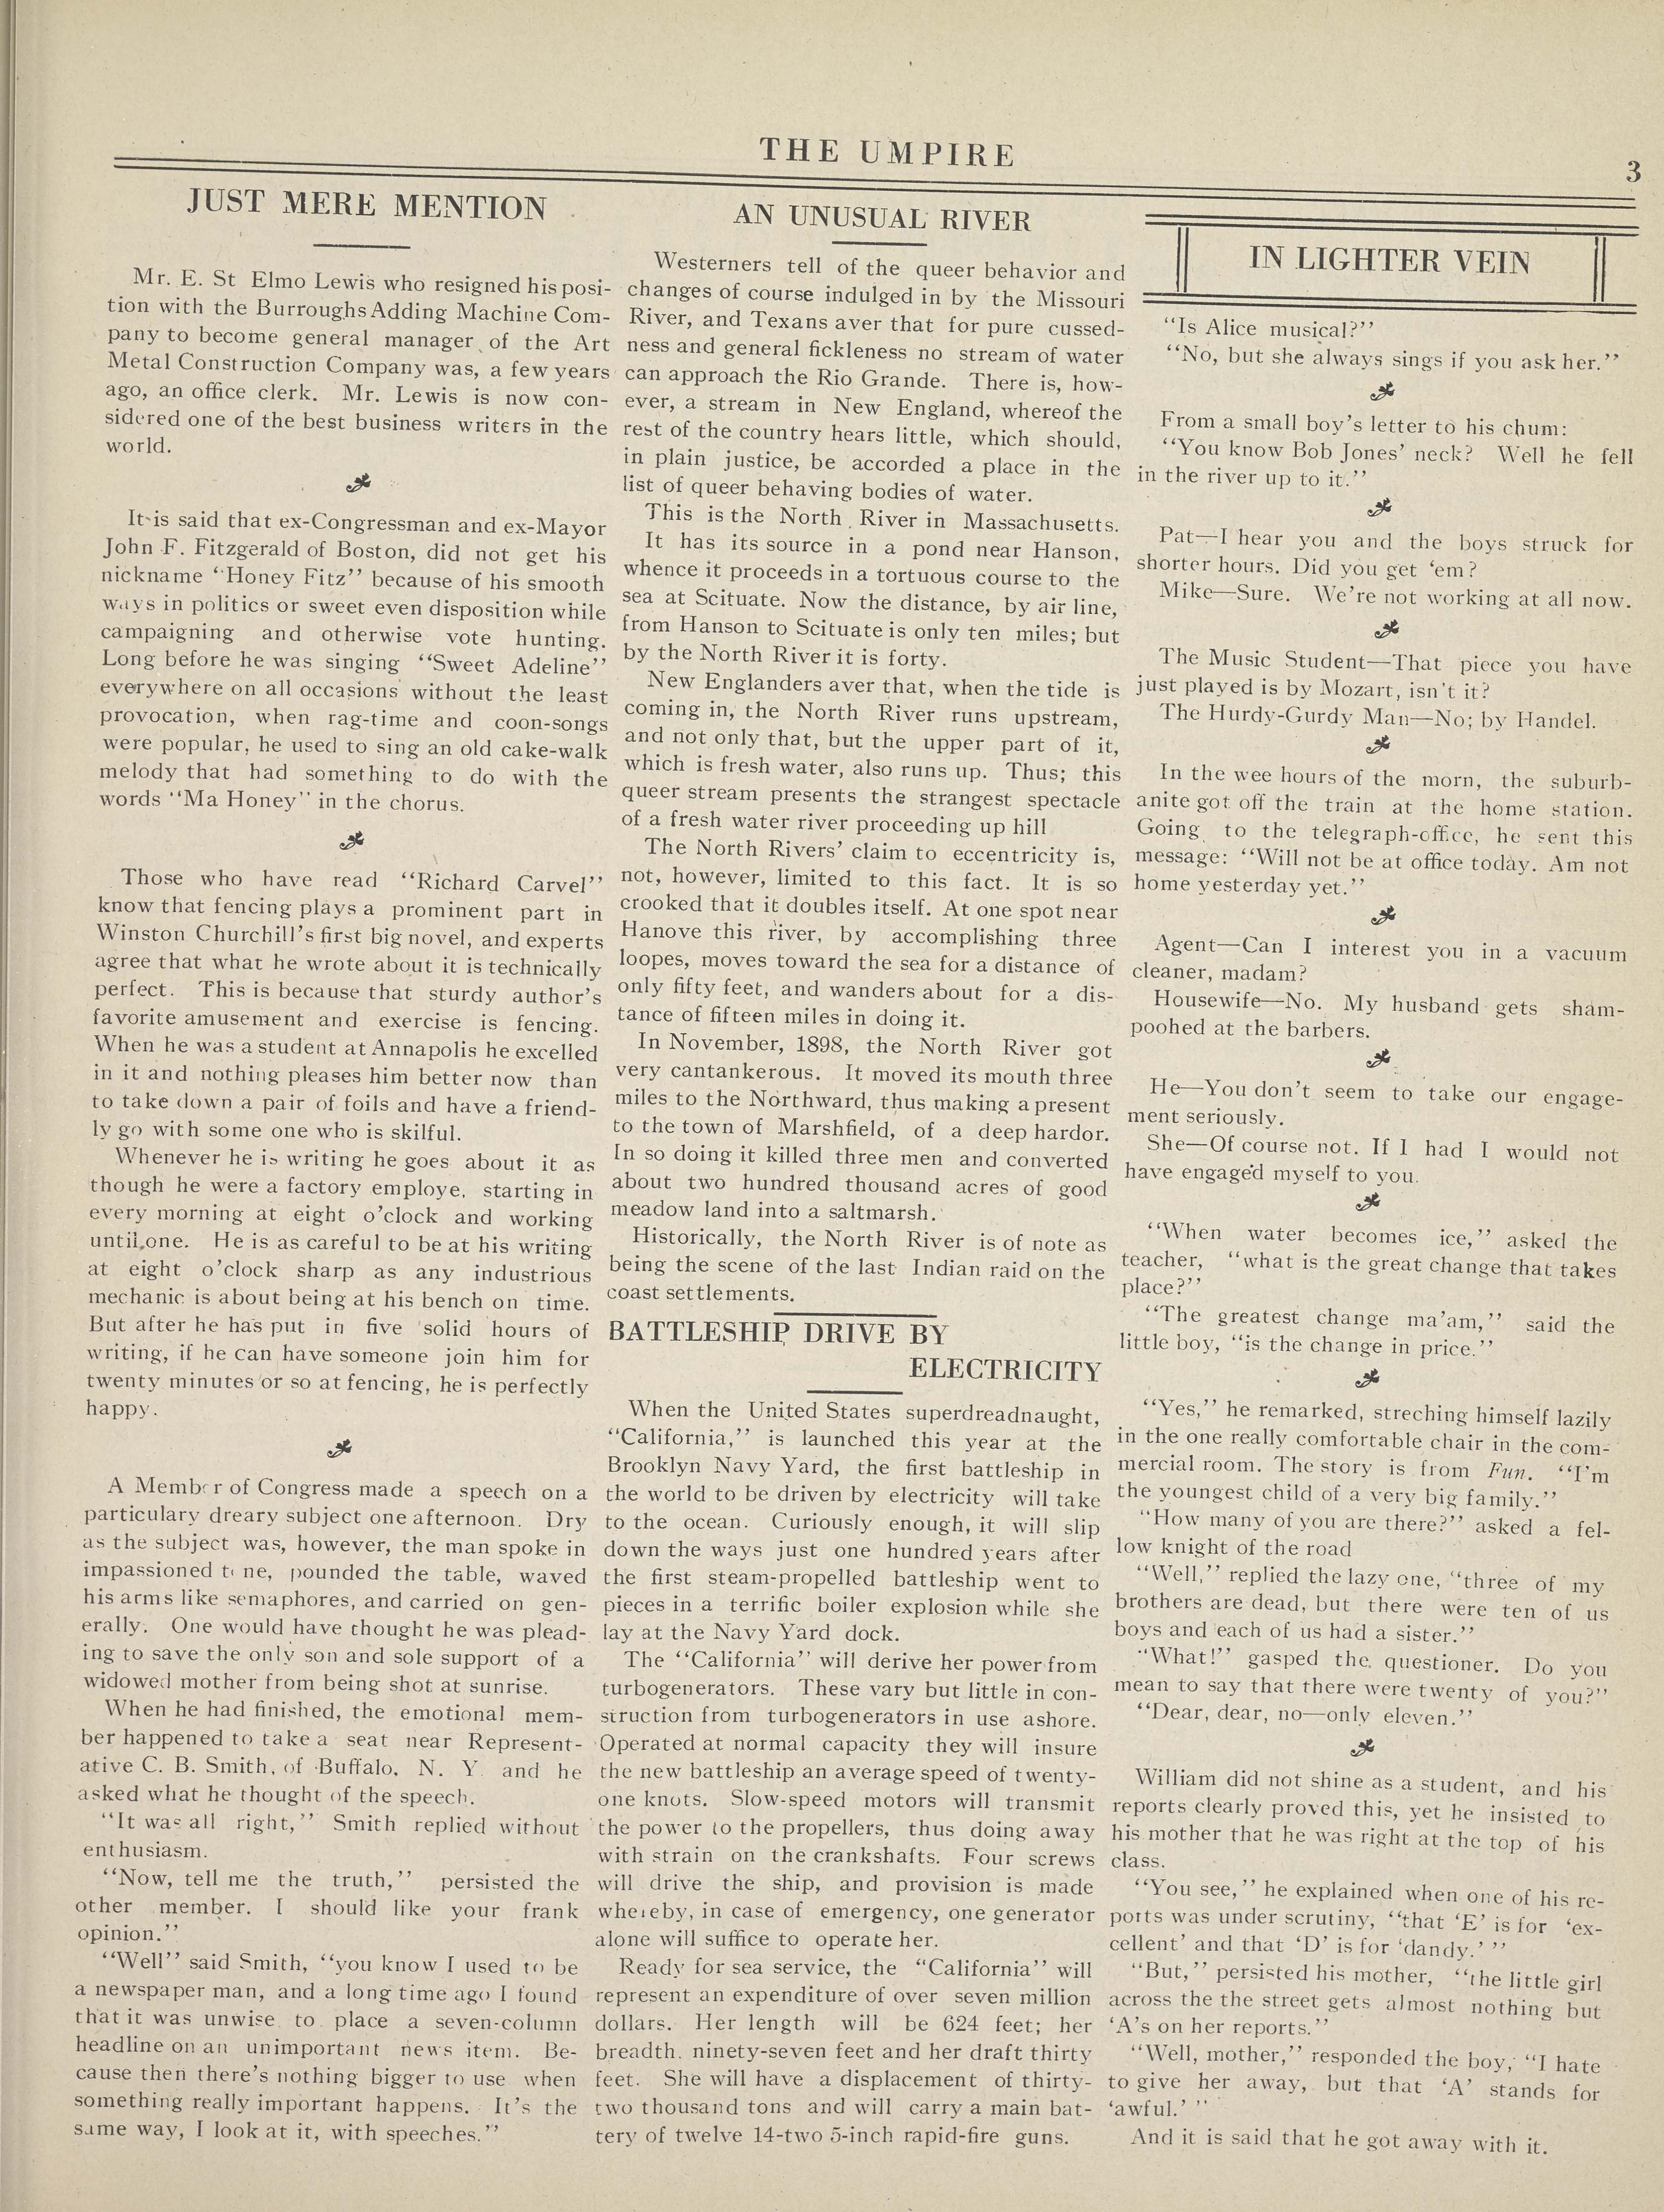 THE UMPIRE
3
JUST MERE MENTION
Mr. E. St Elmo Lewis who resigned his posi-
tion with the Burroughs Adding Machine Com-
pany to become general manager of the Art
Metal Construction Company was, a few years
ago, an office clerk. Mr. Lewis is now con-
sidered one of the best business writers in the
world.
It is said that ex-Congressman and ex-Mayor
John F. Fitzgerald of Boston, did not get his
nickname "Honey Fitz" because of his smooth
ways in politics or sweet even disposition while
campaigning and otherwise vote hunting.
Long before he was singing "Sweet Adeline"
everywhere on all occasions without the least
provocation, when rag-time and coon-songs
were popular, he used to sing an old cake-walk
melody that had something to do with the
words "Ma Honey" in the chorus.
Those who have read "Richard Carvel"
know that fencing plays a prominent part in
Winston Churchill's first big novel, and experts
agree that what he wrote about it is technically
perfect. This is because that sturdy author's
favorite amusement and exercise is fencing.
When he was a student at Annapolis he excelled
in it and nothing pleases him better now than
to take down a pair of foils and have a friend-
ly go with some one who is skilful.
Whenever he is writing he goes about it as
though he were a factory employe, starting in
every morning at eight o'clock and working
until one. He is as careful to be at his writing
at eight o'clock sharp as any industrious
mechanic is about being at his bench on time.
But after he has put in five solid hours of
writing, if he can have someone join him for
twenty minutes or so at fencing, he is perfectly
happy.
A Member of Congress made a speech on a
particulary dreary subject one afternoon. Dry
as the subject was, however, the man spoke in
impassioned tone, pounded the table, waved
his arms like semaphores, and carried on gen-
erally. One would have thought he was plead-
ing to save the only son and sole support of a
widowed mother from being shot at sunrise.
When he had finished, the emotional mem-
ber happened to take a seat near Represent-
ative C. B. Smith, of Buffalo, N. Y. and he
asked what he thought of the speech.
"It was all right," Smith replied without
enthusiasm.
"Now, tell me the truth," persisted the
other member. I should like your frank
opinion."
"Well" said Smith, "you know I used to be
a newspaper man, and a long time ago I found
that it was unwise to place a seven-column
headline on an unimportant news item. Be-
cause then there's nothing bigger to use when
something really important happens. It's the
same way, I look at it, with speeches."
AN UNUSUAL RIVER
Westerners tell of the queer behavior and
changes of course indulged in by the Missouri
River, and Texans aver that for pure cussed-
ness and general fickleness no stream of water
can approach the Rio Grande. There is, how-
ever, a stream in New England, whereof the
rest of the country hears little, which should,
in plain justice, be accorded a place in the
list of queer behaving bodies of water.
This is the North River in Massachusetts.
It has its source in a pond near Hanson,
whence it proceeds in a tortuous course to the
sea at Scituate. Now the distance, by air line,
from Hanson to Scituate is only ten miles; but
by the North River it is forty.
New Englanders aver that, when the tide is
coming in, the North River runs upstream,
and not only that, but the upper part of it,
which is fresh water, also runs up. Thus; this
queer stream presents the strangest spectacle
of a fresh water river proceeding up hill
The North Rivers' claim to eccentricity is,
not, however, limited to this fact. It is so
crooked that it doubles itself. At one spot near
Hanove this river, by accomplishing three
loopes, moves toward the sea for a distance of
only fifty feet, and wanders about for a dis-
tance of fifteen miles in doing it.
In November, 1898, the North River got
very cantankerous. It moved its mouth three
miles to the Northward, thus making a present
to the town of Marshfield, of a deep hardor.
In so doing it killed three men and converted
about two hundred thousand acres of good
meadow land into a saltmarsh.
Historically, the North River is of note as
being the scene of the last Indian raid on the
coast settlements.
BATTLESHIP DRIVE BY
ELECTRICITY
When the United States superdreadnaught,
"California," is launched this year at the
Brooklyn Navy Yard, the first battleship in
the world to be driven by electricity will take
to the ocean. Curiously enough, it will slip
down the ways just one hundred years after
the first steam-propelled battleship went to
pieces in a terrific boiler explosion while she
lay at the Navy Yard dock.
The "California" will derive her power from
turbogenerators. These vary but little in con-
struction from turbogenerators in use ashore.
Operated at normal capacity they will insure
the new battleship an average speed of twenty-
one knots. Slow-speed motors will transmit
the power to the propellers, thus doing away
with strain on the crankshafts. Four screws
will drive the ship, and provision is made
whereby, in case of emergency, one generator
alone will suffice to operate her.
Ready for sea service, the "California" will
represent an expenditure of over seven million
dollars. Her length will be 624 feet; her
breadth, ninety-seven feet and her draft thirty
feet. She will have a displacement of thirty-
two thousand tons and will carry a main bat-
tery of twelve 14-two 5-inch rapid-fire guns.
IN LIGHTER VEIN
"Is Alice musical?"
"No, but she always sings if you ask her."
From a small boy's letter to his chum:
"You know Bob Jones' neck? Well he fell
in the river up to it."
Pat—I hear you and the boys struck for
shorter hours. Did you get 'em?
Mike—Sure. We're not working at all now.
The Music Student—That piece you have
just played is by Mozart, isn't it?
The Hurdy-Gurdy Man—No; by Handel.
In the wee hours of the morn, the suburb-
anite got off the train at the home station.
Going to the telegraph-office, he sent this
message: "Will not be at office today. Am not
home yesterday yet."
Agent—Can I interest you in a vacuum
cleaner, madam?
Housewife—No. My husband gets sham-
poohed at the barbers.
He—You don't seem to take our engage-
ment seriously.
She—Of course not. If I had I would not
have engaged myself to you.
"When water becomes ice," asked the
teacher, "what is the great change that takes
place?"
"The greatest change ma'am," said the
little boy, "is the change in price."
"Yes," he remarked, streching himself lazily
in the one really comfortable chair in the com-
mercial room. The story is from Fun. "I'm
the youngest child of a very big family."
"How many of you are there?" asked a fel-
low knight of the road
"Well," replied the lazy one, "three of my
brothers are dead, but there were ten of us
boys and each of us had a sister."
"What!" gasped the questioner. Do you
mean to say that there were twenty of you?"
"Dear, dear, no—only eleven."
William did not shine as a student, and his
reports clearly proved this, yet he insisted to
his mother that he was right at the top of his
class.
"You see," he explained when one of his re-
ports was under scrutiny, "that 'E' is for 'ex-
cellent' and that 'D' is for 'dandy.' "
"But," persisted his mother, "the little girl
across the the street gets almost nothing but
'A's on her reports."
"Well, mother," responded the boy, "I hate
to give her away, but that 'A' stands for
'awful.' "
And it is said that he got away with it.